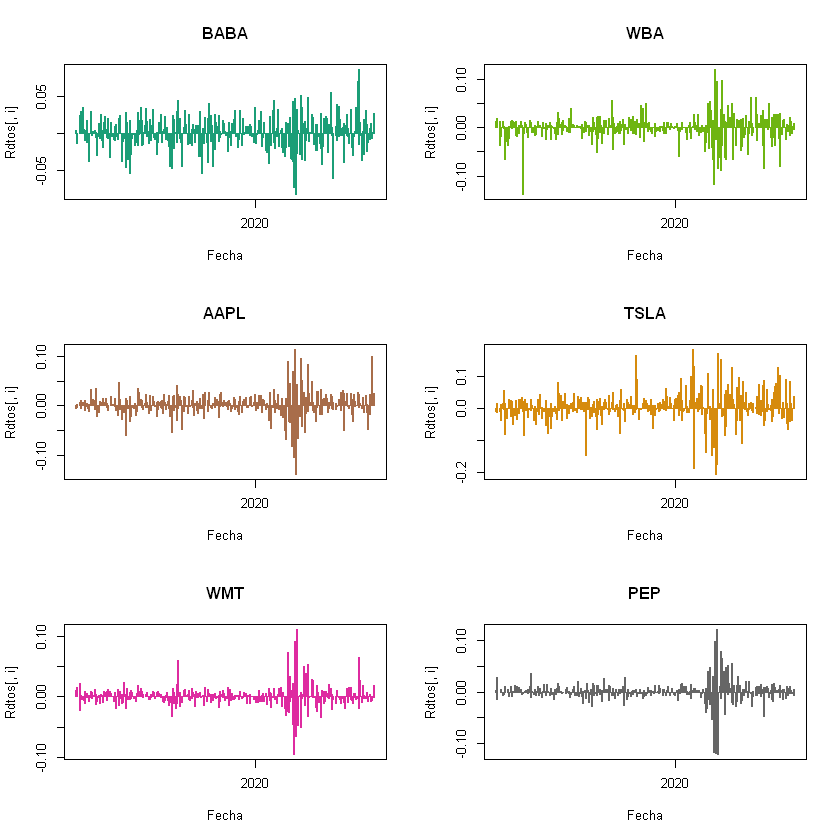 BABA
Rdtos[, i]
0.05
-0.05
2020
Fecha
WBA
Rdtos[, i]
0.10
0.00
-0.10
2020
Fecha
AAPL
Rdtos[, i]
0.10
0.00
-0.10
2020
Fecha
TSLA
Rdtos[, i]
0.1
0.0
-0.2
2020
Fecha
WMT
Rdtos[, i]
0.10
0.00
-0.10
2020
Fecha
PEP
Rdtos[, i]
0.10
0.00
-0.10
2020
Fecha